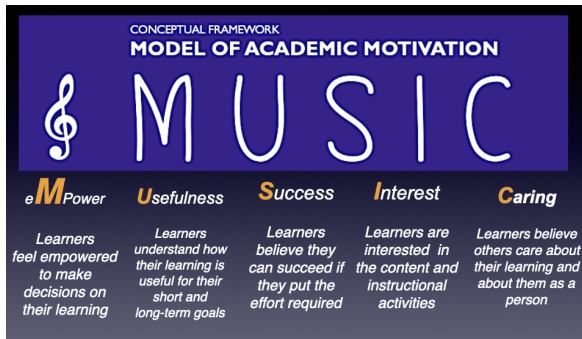 CONCEPTUAL FRAMEWORK
MODEL OF ACADEMIC MOTIVATION
MUSIC
eMPower
Learners
feel empowered
to make
decisions on
their learning
Usefulness
Learners
understand how
their learning is
useful for their
short and
long-term goals
Success
Learners
believe they
can succeed if
they put the
effort required
Interest
Learners are
interested in
the content and
instructional
activities
Caring
Learners believe
others care about
their learning and
about them as a
person